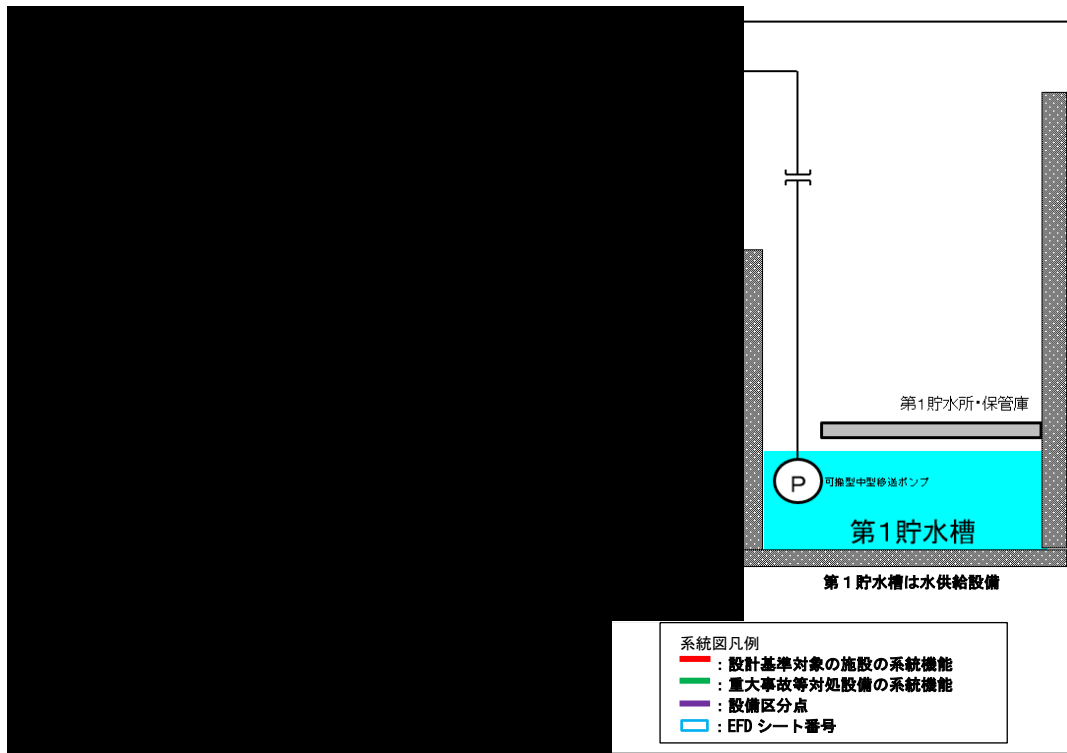 第1貯水所・保管庫
P
可搬型中型移送ポンプ
第1貯水槽
第1貯水槽は水供給設備
系統図凡例
：設計基準対象の施設の系統機能
：重大事故等対処設備の系統機能
：設備区分点
：EFD シート番号